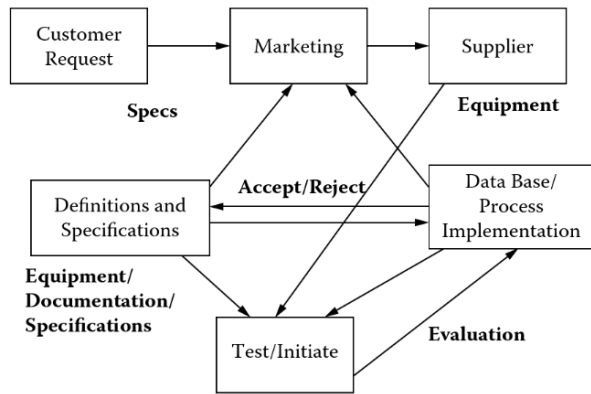 Customer
Request
Marketing
Supplier
Specs
Equipment
Definitions and
Specifications
Accept/Reject
Data Base/
Process
Implementation
Equipment/
Documentation/
Specifications
Test/Initiate
Evaluation